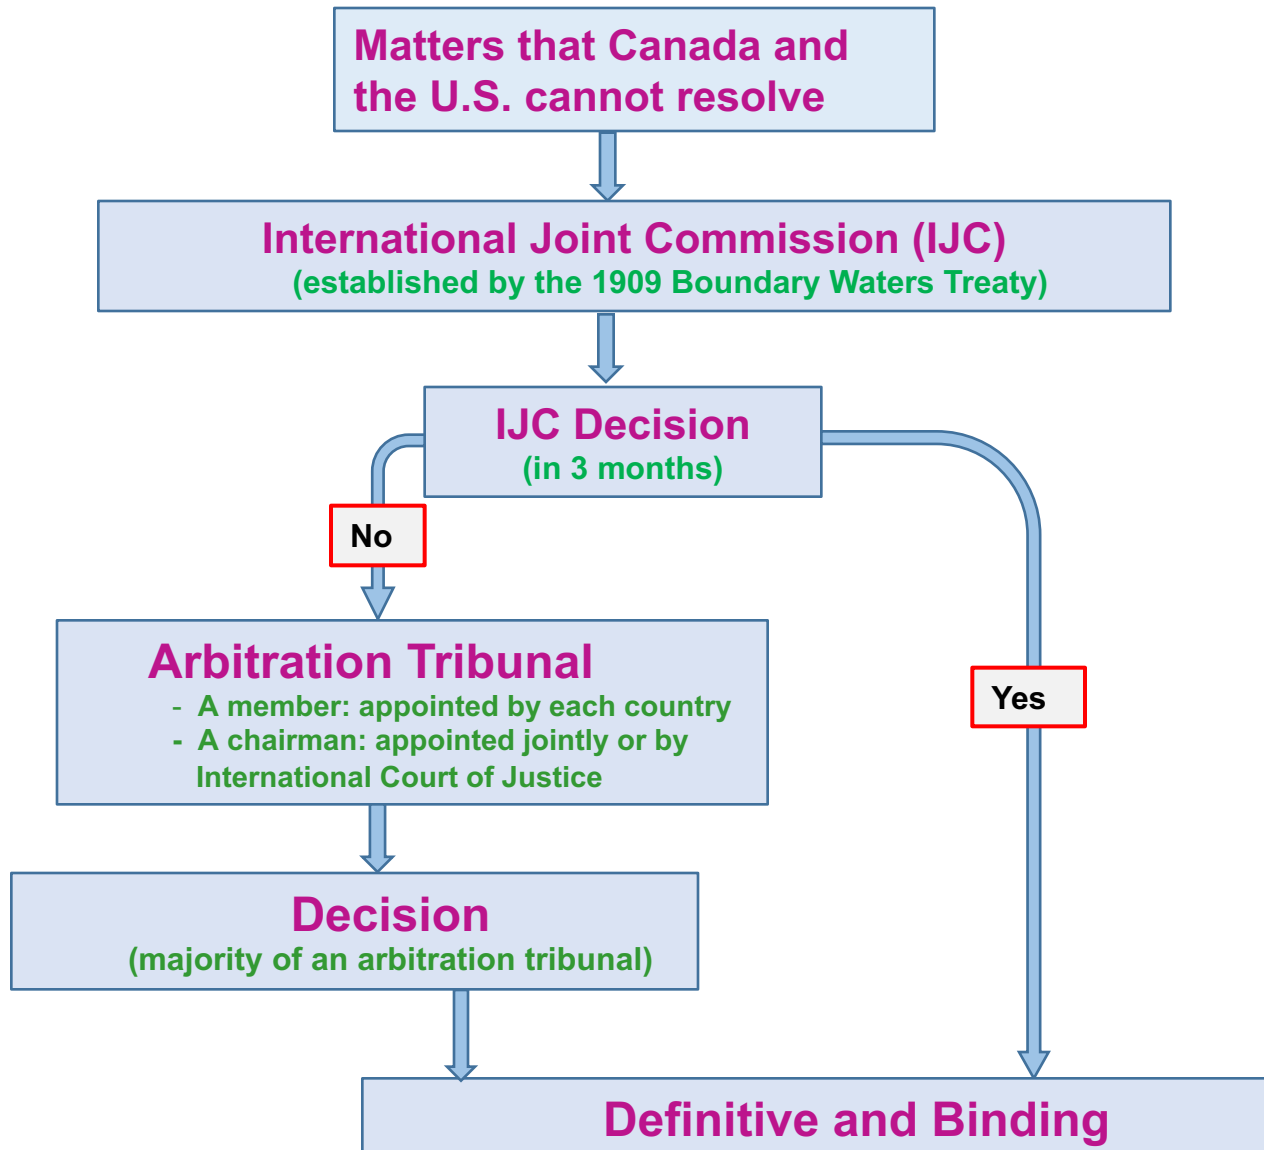 Matters that Canada and
the U.S. cannot resolve
International Joint Commission (IJC)
(established by the 1909 Boundary Waters Treaty)
IJC Decision
(in 3 months)
No
Arbitration Tribunal
- A member: appointed by each country
- A chairman: appointed jointly or by
International Court of Justice
Yes
Decision
(majority of an arbitration tribunal)
Definitive and Binding